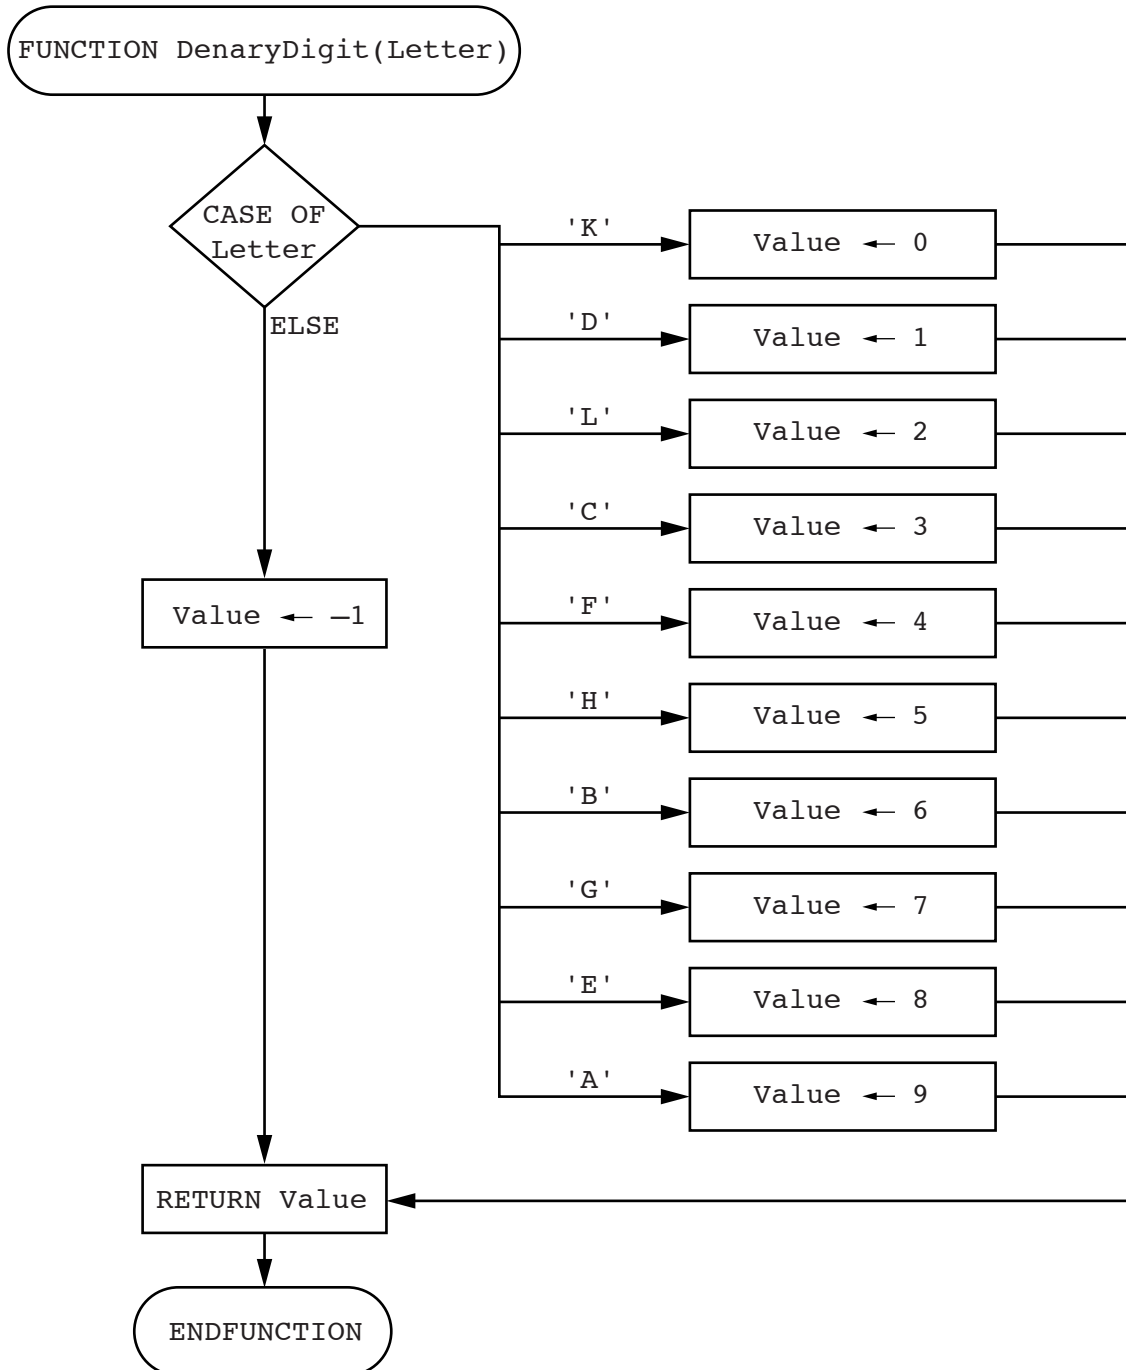 FUNCTION DenaryDigit(Letter)
CASE OF
Letter
ELSE
'K'
Value ← 0
'D'
Value ← 1
'L'
Value ← 2
'C'
Value ← 3
'F'
Value ← 4
'H'
Value ← 5
'B'
Value ← 6
'G'
Value ← 7
'E'
Value ← 8
'A'
Value ← 9
Value ← –1
RETURN Value
ENDFUNCTION